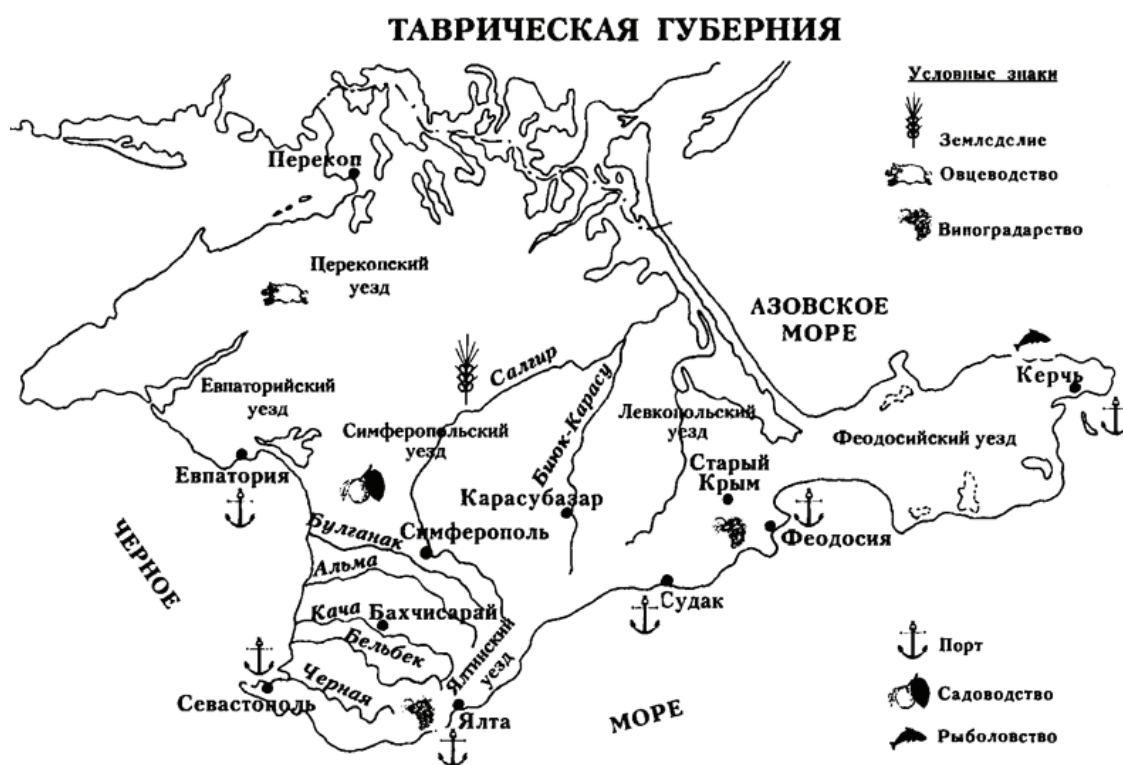 ТАВРИЧЕСКАЯ ГУБЕРНИЯ
Условные знаки
Земледелие
Овцеводство
Виноградарство
Перекоп
Перекопский
уезд
АЗОВСКОЕ
МОРЕ
Керчь
Салгир
Евпаторийский
уезд
Симферопольский
уезд
Биюк-Карасу
Левкопольский
уезд
Феодосийский уезд
Старый
Крым
Евпатория
Карасубазар
Феодосия
Булганак
Симферополь
ЧЕРНОЕ
Альма
Судак
Кача
Бахчисарай
Бельбек
Ялтинский
уезд
Черная
Севастополь
Ялта
МОРЕ
Порт
Садоводство
Рыболовство